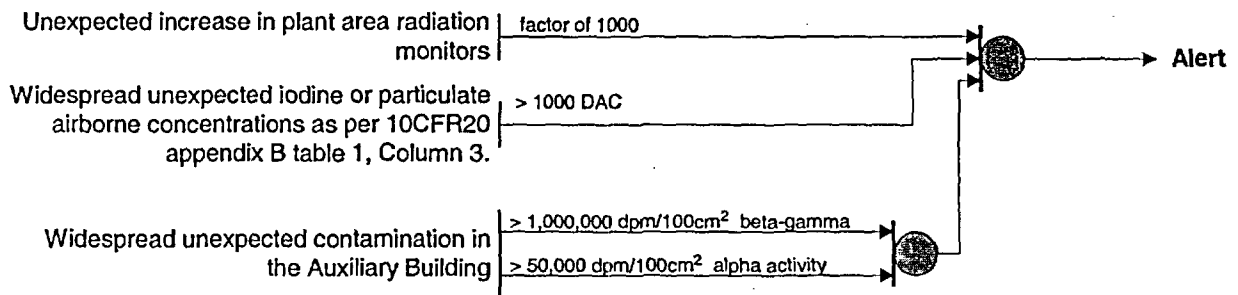 Unexpected increase in plant area radiation
monitors
factor of 1000
Alert
Widespread unexpected iodine or particulate
airborne concentrations as per 10CFR20
appendix B table 1, Column 3.
> 1000 DAC
Widespread unexpected contamination in
the Auxiliary Building
> 1,000,000 dpm/100cm² beta-gamma
> 50,000 dpm/100cm² alpha activity